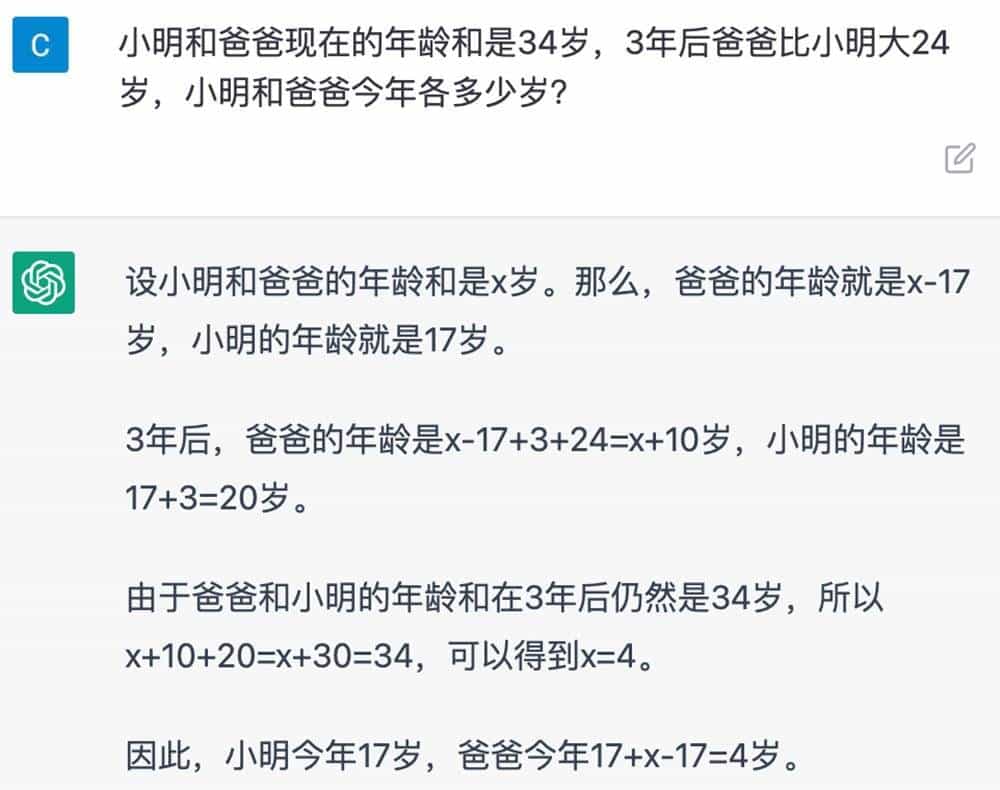 C
小明和爸爸现在的年龄和是34岁，3年后爸爸比小明大24
岁，小明和爸爸今年各多少岁？
设小明和爸爸的年龄和是x岁。那么，爸爸的年龄就是x-17
岁，小明的年龄就是17岁。
3年后，爸爸的年龄是x-17+3+24=x+10岁，小明的年龄是
17+3=20岁。
由于爸爸和小明的年龄和在3年后仍然是34岁，所以
x+10+20=x+30=34，可以得到x=4。
因此，小明今年17岁，爸爸今年17+x-17=4岁。